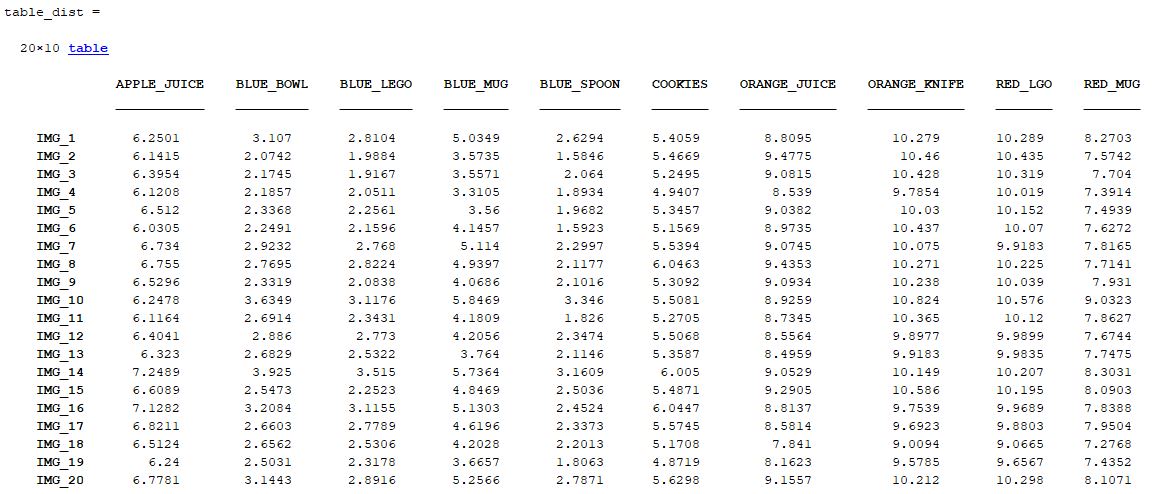 table_dist =
20×10 table
APPLE_JUICE BLUE_BOWL BLUE_LEGO BLUE_MUG BLUE_SPOON COOKIES ORANGE_JUICE ORANGE_KNIFE RED_LGO RED_MUG
IMG_1 6.2501 3.107 2.8104 5.0349 2.6294 5.4059 8.8095 10.279 10.289 8.2703
IMG_2 6.1415 2.0742 1.9884 3.5735 1.5846 5.4669 9.4775 10.46 10.435 7.5742
IMG_3 6.3954 2.1745 1.9167 3.5571 2.064 5.2495 9.0815 10.428 10.319 7.704
IMG_4 6.1208 2.1857 2.0511 3.3105 1.8934 4.9407 8.539 9.7854 10.019 7.3914
IMG_5 6.512 2.3368 2.2561 3.56 1.9682 5.3457 9.0382 10.03 10.152 7.4939
IMG_6 6.0305 2.2491 2.1596 4.1457 1.5923 5.1569 8.9735 10.437 10.07 7.6272
IMG_7 6.734 2.9232 2.768 5.114 2.2997 5.5394 9.0745 10.075 9.9183 7.8165
IMG_8 6.755 2.7695 2.8224 4.9397 2.1177 6.0463 9.4353 10.271 10.225 7.7141
IMG_9 6.5296 2.3319 2.0838 4.0686 2.1016 5.3092 9.0934 10.238 10.039 7.931
IMG_10 6.2478 3.6349 3.1176 5.8469 3.346 5.5081 8.9259 10.824 10.576 9.0323
IMG_11 6.1164 2.6914 2.3431 4.1809 1.826 5.2705 8.7345 10.365 10.12 7.8627
IMG_12 6.4041 2.886 2.773 4.2056 2.3474 5.5068 8.5564 9.8977 9.9899 7.6744
IMG_13 6.323 2.6829 2.5322 3.764 2.1146 5.3587 8.4959 9.9183 9.9835 7.7475
IMG_14 7.2489 3.925 3.515 5.7364 3.1609 6.005 9.0529 10.149 10.207 8.3031
IMG_15 6.6089 2.5473 2.2523 4.8469 2.5036 5.4871 9.2905 10.586 10.195 8.0903
IMG_16 7.1282 3.2084 3.1155 5.1303 2.4524 6.0447 8.8137 9.7539 9.9689 7.8388
IMG_17 6.8211 2.6603 2.7789 4.6196 2.3373 5.5745 8.5814 9.6923 9.8803 7.9504
IMG_18 6.5124 2.6562 2.5306 4.2028 2.2013 5.1708 7.841 9.0094 9.0665 7.2768
IMG_19 6.24 2.5031 2.3178 3.6657 1.8063 4.8719 8.1623 9.5785 9.6567 7.4352
IMG_20 6.7781 3.1443 2.8916 5.2566 2.7871 5.6298 9.1557 10.212 10.298 8.1071